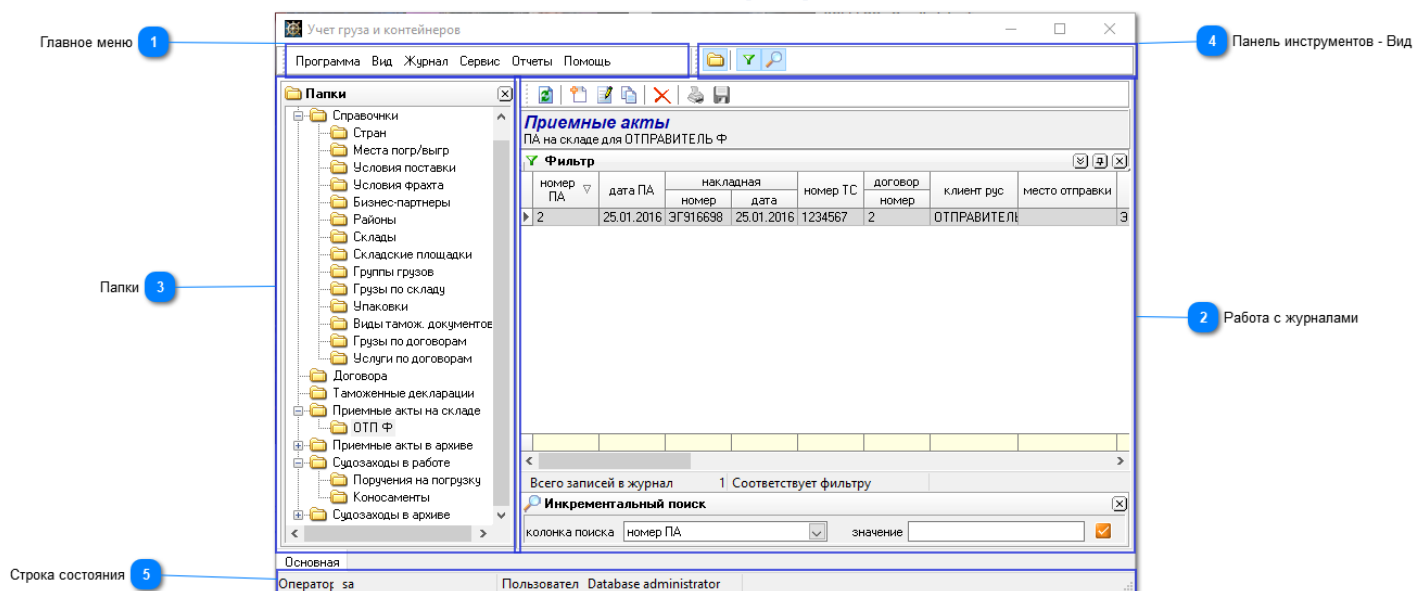 Учет груза и контейнеров
Главное меню 1
4 Панель инструментов - Вид
Программа Вид Журнал Сервис Отчеты Помощь
Папки
Справочнки
Стран
Места погр/выгр
Условия поставки
Условия фрахта
Бизнес-партнеры
Районы
Склады
Складские площадки
Группы грузов
Грузы по складу
Упаковки
Виды тамож. документов
Грузы по договорам
Услуги по договорам
Договора
Таможенные декларации
Приемные акты на складе
ОТП Ф
Приемные акты в архиве
Судозаходы в работе
Поручения на погрузку
Коносаменты
Судозаходы в архиве
Папки 3
Приемные акты
ПА на складе для ОТПРАВИТЕЛЬ Ф
Фильтр
номер ПА дата ПА накладная номер ТС договор клиент рус место отправки
номер дата номер
2 25.01.2016 ЭГ916698 25.01.2016 1234567 2 ОТПРАВИТЕЛЬ Э
2 Работа с журналами
Всего записей в журнал 1 Соответствует фильтру
Инкрементальный поиск
колонка поиска номер ПА значение
Основная
Строка состояния 5
Оператор sa Пользовател Database administrator